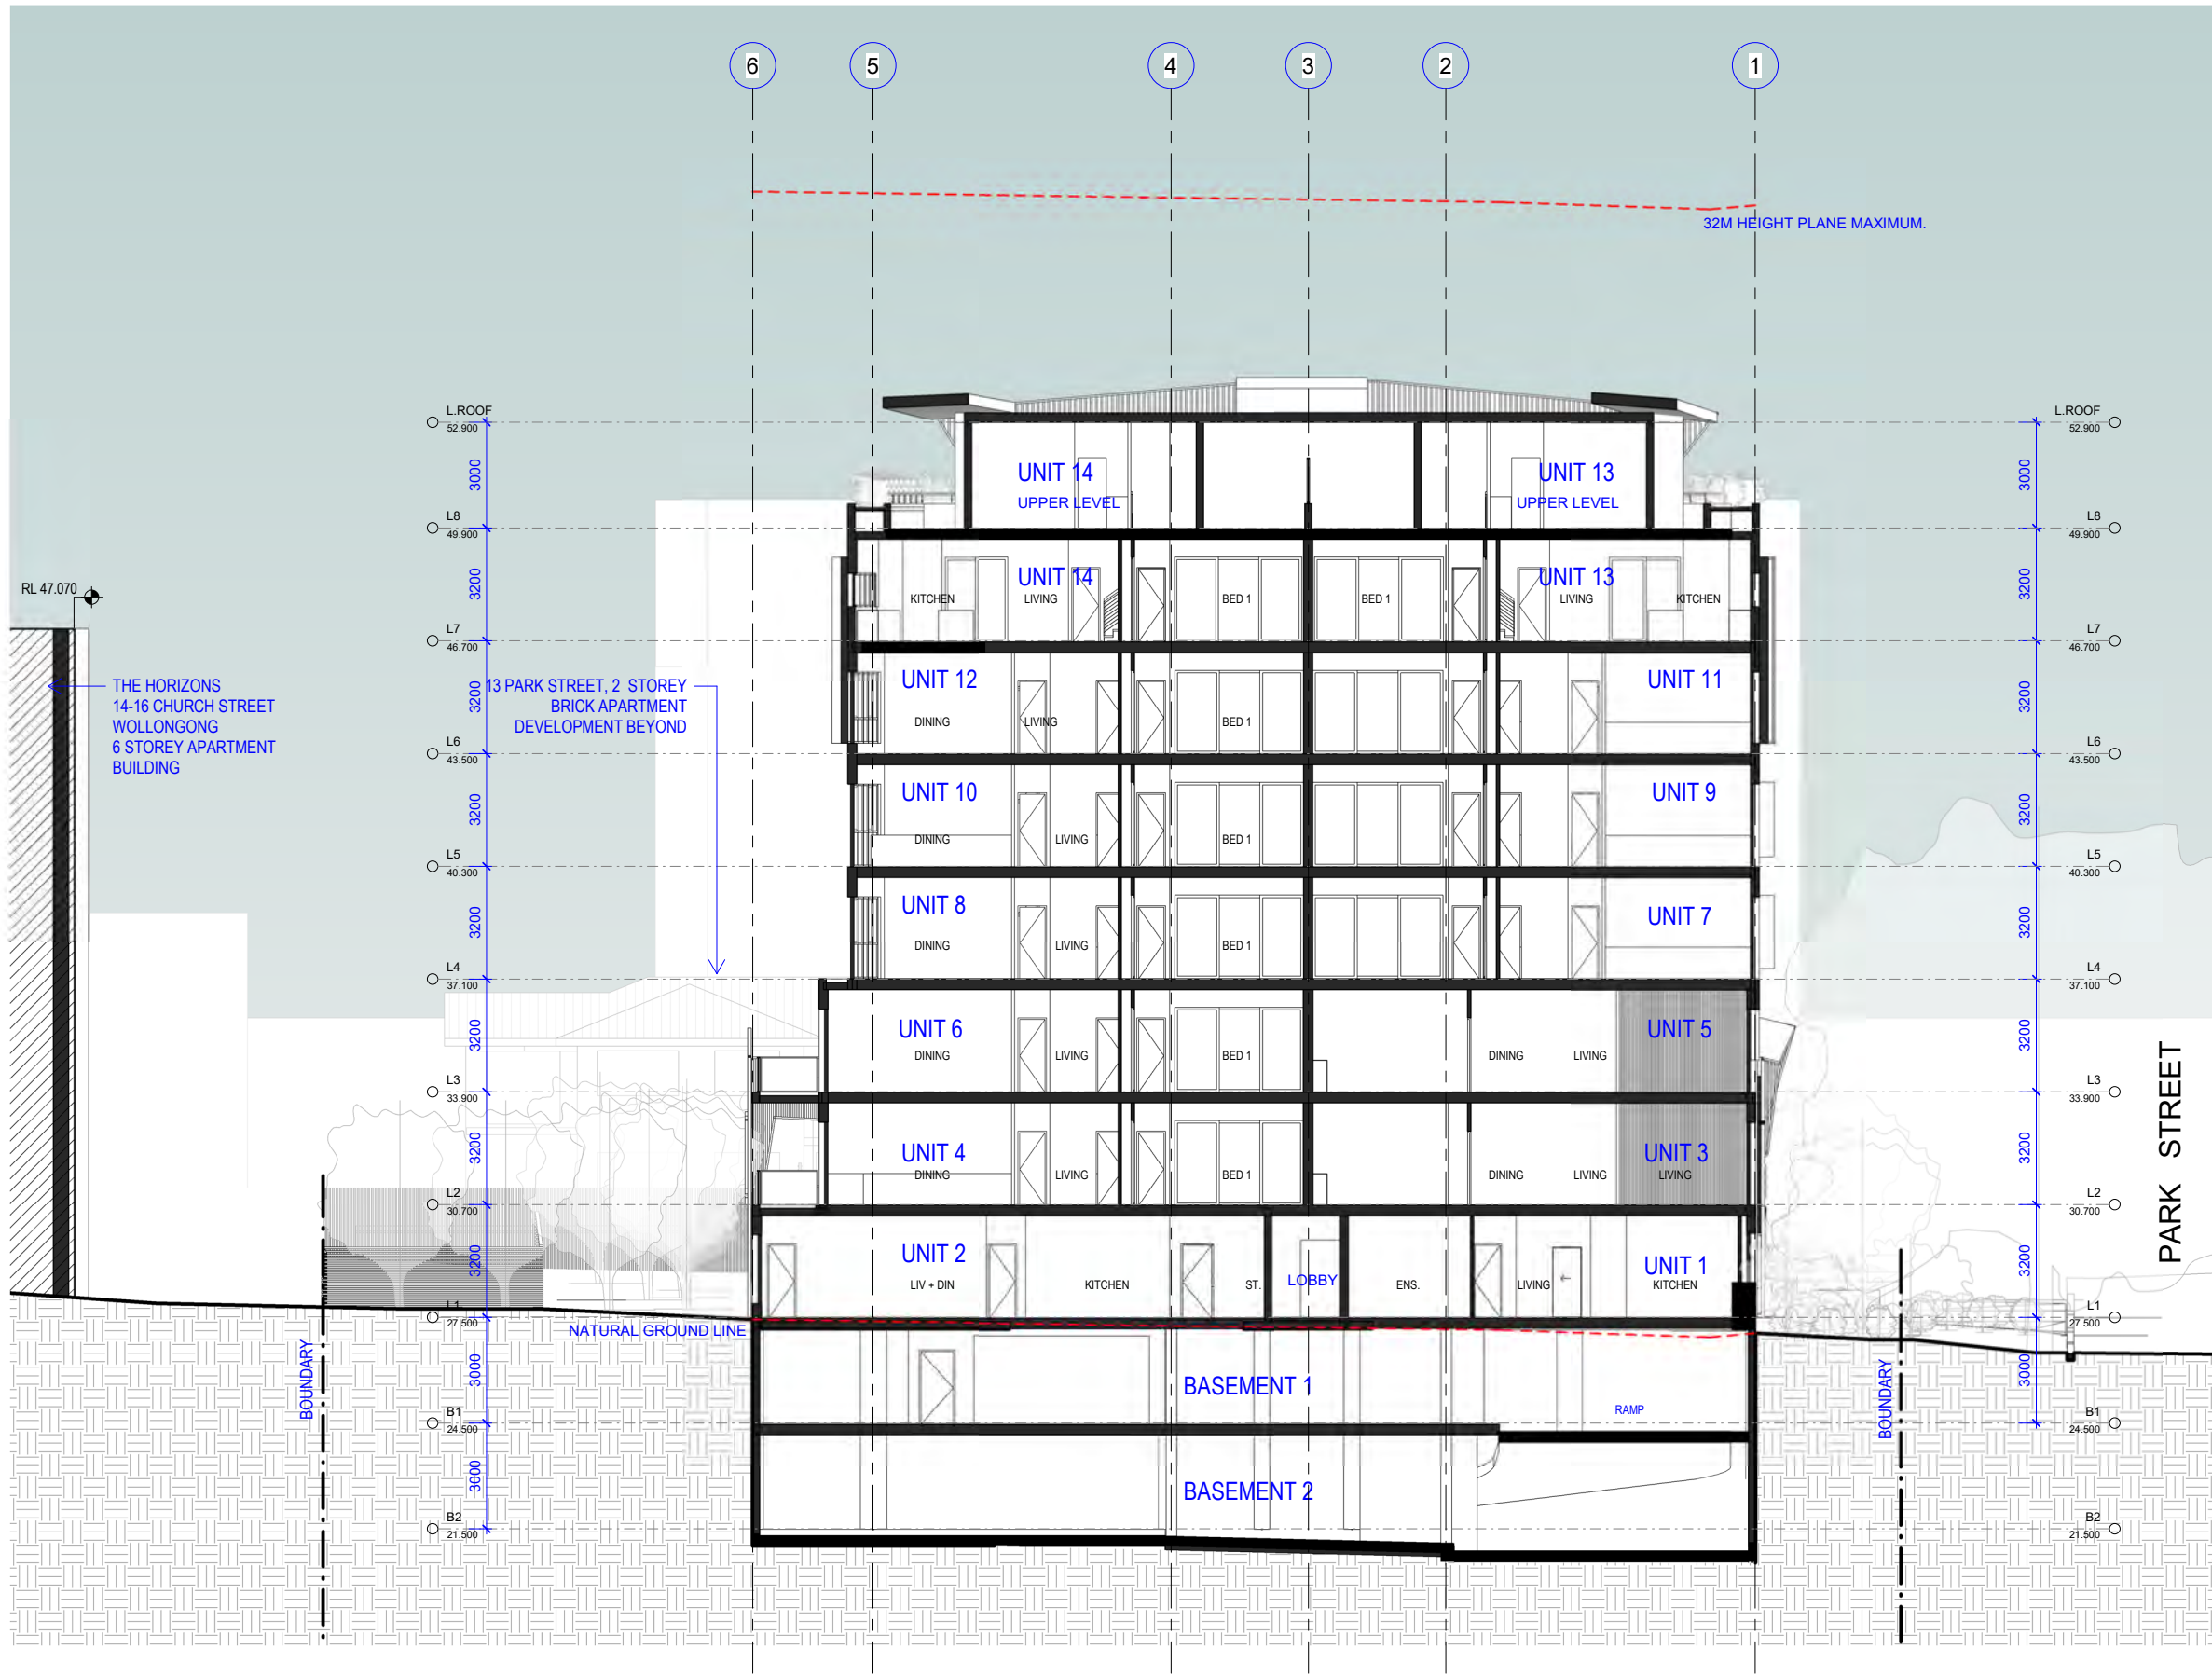 6
5
4
3
2
1
32M HEIGHT PLANE MAXIMUM.
L.ROOF
52.900
L.ROOF
52.900
3000
UNIT 14
UPPER LEVEL
UNIT 13
UPPER LEVEL
3000
L8
49.900
L8
49.900
RL 47.070
3200
UNIT 14
KITCHEN
LIVING
BED 1
BED 1
UNIT 13
LIVING
KITCHEN
3200
L7
46.700
L7
46.700
THE HORIZONS
14-16 CHURCH STREET
WOLLONGONG
6 STOREY APARTMENT
BUILDING
13 PARK STREET, 2 STOREY
BRICK APARTMENT
DEVELOPMENT BEYOND
3200
UNIT 12
DINING
LIVING
BED 1
UNIT 11
3200
L6
43.500
L6
43.500
3200
UNIT 10
DINING
LIVING
BED 1
UNIT 9
3200
L5
40.300
L5
40.300
3200
UNIT 8
DINING
LIVING
BED 1
UNIT 7
3200
L4
37.100
L4
37.100
3200
UNIT 6
DINING
LIVING
BED 1
DINING
LIVING
UNIT 5
3200
L3
33.900
L3
33.900
3200
UNIT 4
DINING
LIVING
BED 1
DINING
LIVING
UNIT 3
LIVING
3200
L2
30.700
L2
30.700
PARK STREET
3200
UNIT 2
LIV + DIN
KITCHEN
ST.
LOBBY
ENS.
LIVING
UNIT 1
KITCHEN
3200
L1
27.500
L1
27.500
NATURAL GROUND LINE
BOUNDARY
3000
BASEMENT 1
RAMP
BOUNDARY
3000
B1
24.500
B1
24.500
3000
BASEMENT 2
B2
21.500
B2
21.500